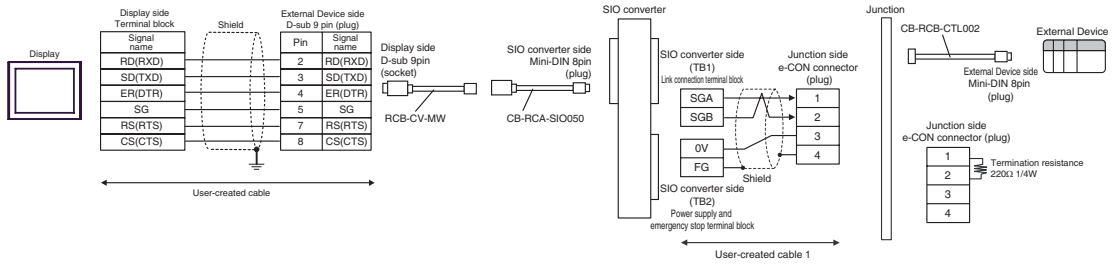 Display
Display side
Terminal block
Shield
External Device side
D-sub 9 pin (plug)
Signal name
Pin
Signal name
RD(RXD) 2 RD(RXD)
SD(TXD) 3 SD(TXD)
ER(DTR) 4 ER(DTR)
SG 5 SG
RS(RTS) 7 RS(RTS)
CS(CTS) 8 CS(CTS)
User-created cable
Display side
D-sub 9pin
(socket)
RCB-CV-MW
SIO converter side
Mini-DIN 8pin
(plug)
CB-RCA-SIO050
SIO converter
SIO converter side
(TB1)
Link connection terminal block
SGA
SGB
0V
FG
Shield
SIO converter side
(TB2)
Power supply and
emergency stop terminal block
Junction side
e-CON connector
(plug)
1
2
3
4
User-created cable 1
Junction
CB-RCB-CTL002
External Device
External Device side
Mini-DIN 8pin
(plug)
Junction side
e-CON connector (plug)
1
2
3
4
Termination resistance
220Ω 1/4W